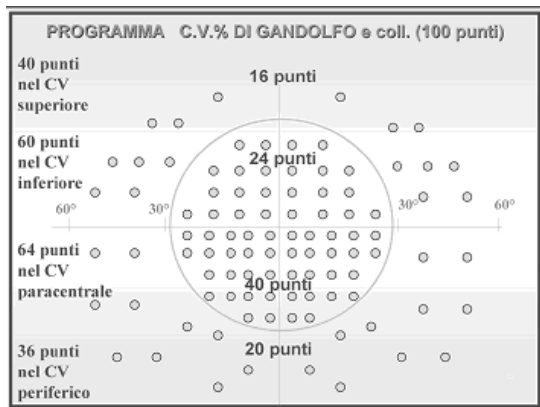 PROGRAMMA C.V.% DI GANDOLFO e coll. (100 punti)
40 punti
nel CV
superiore
16 punti
60 punti
nel CV
inferiore
24 punti
60° 30° 30° 60°
64 punti
nel CV
paracentrale
40 punti
36 punti
nel CV
periferico
20 punti